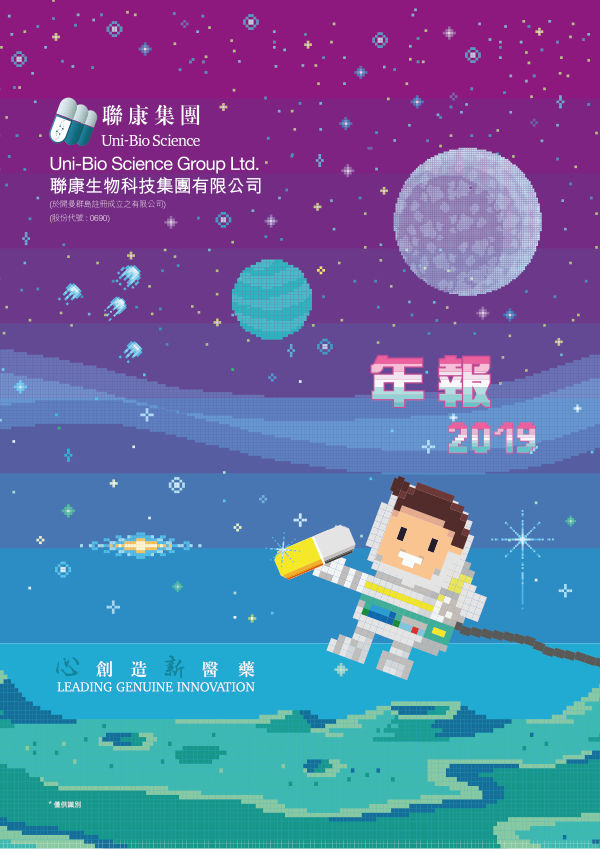 聯康集團
Uni-Bio Science
Uni-Bio Science Group Ltd.
聯康生物科技集團有限公司
(於開曼群島註冊成立之有限公司)
(股份代號 : 0690)
年報
2019
心創造新醫藥
LEADING GENUINE INNOVATION
* 僅供識別